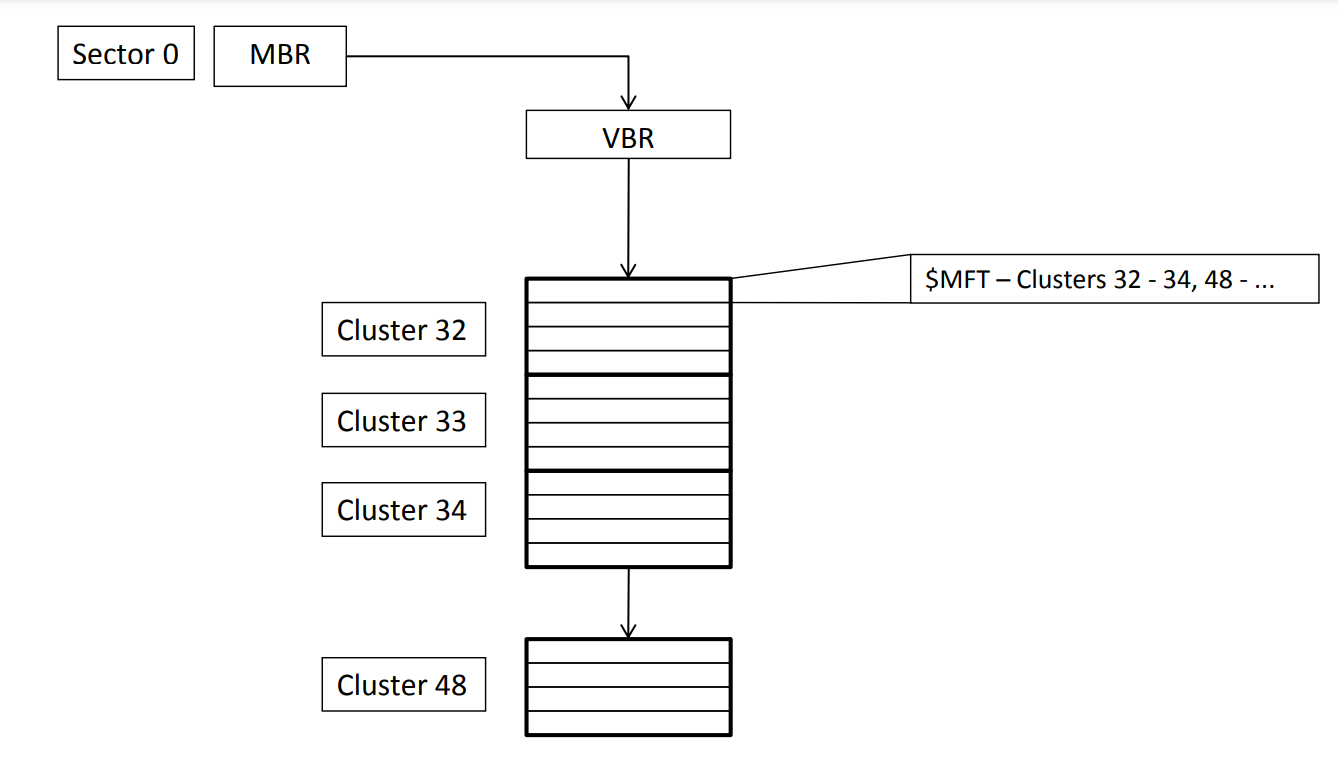 Sector 0
MBR
VBR
$MFT – Clusters 32 - 34, 48 - ...
Cluster 32
Cluster 33
Cluster 34
Cluster 48